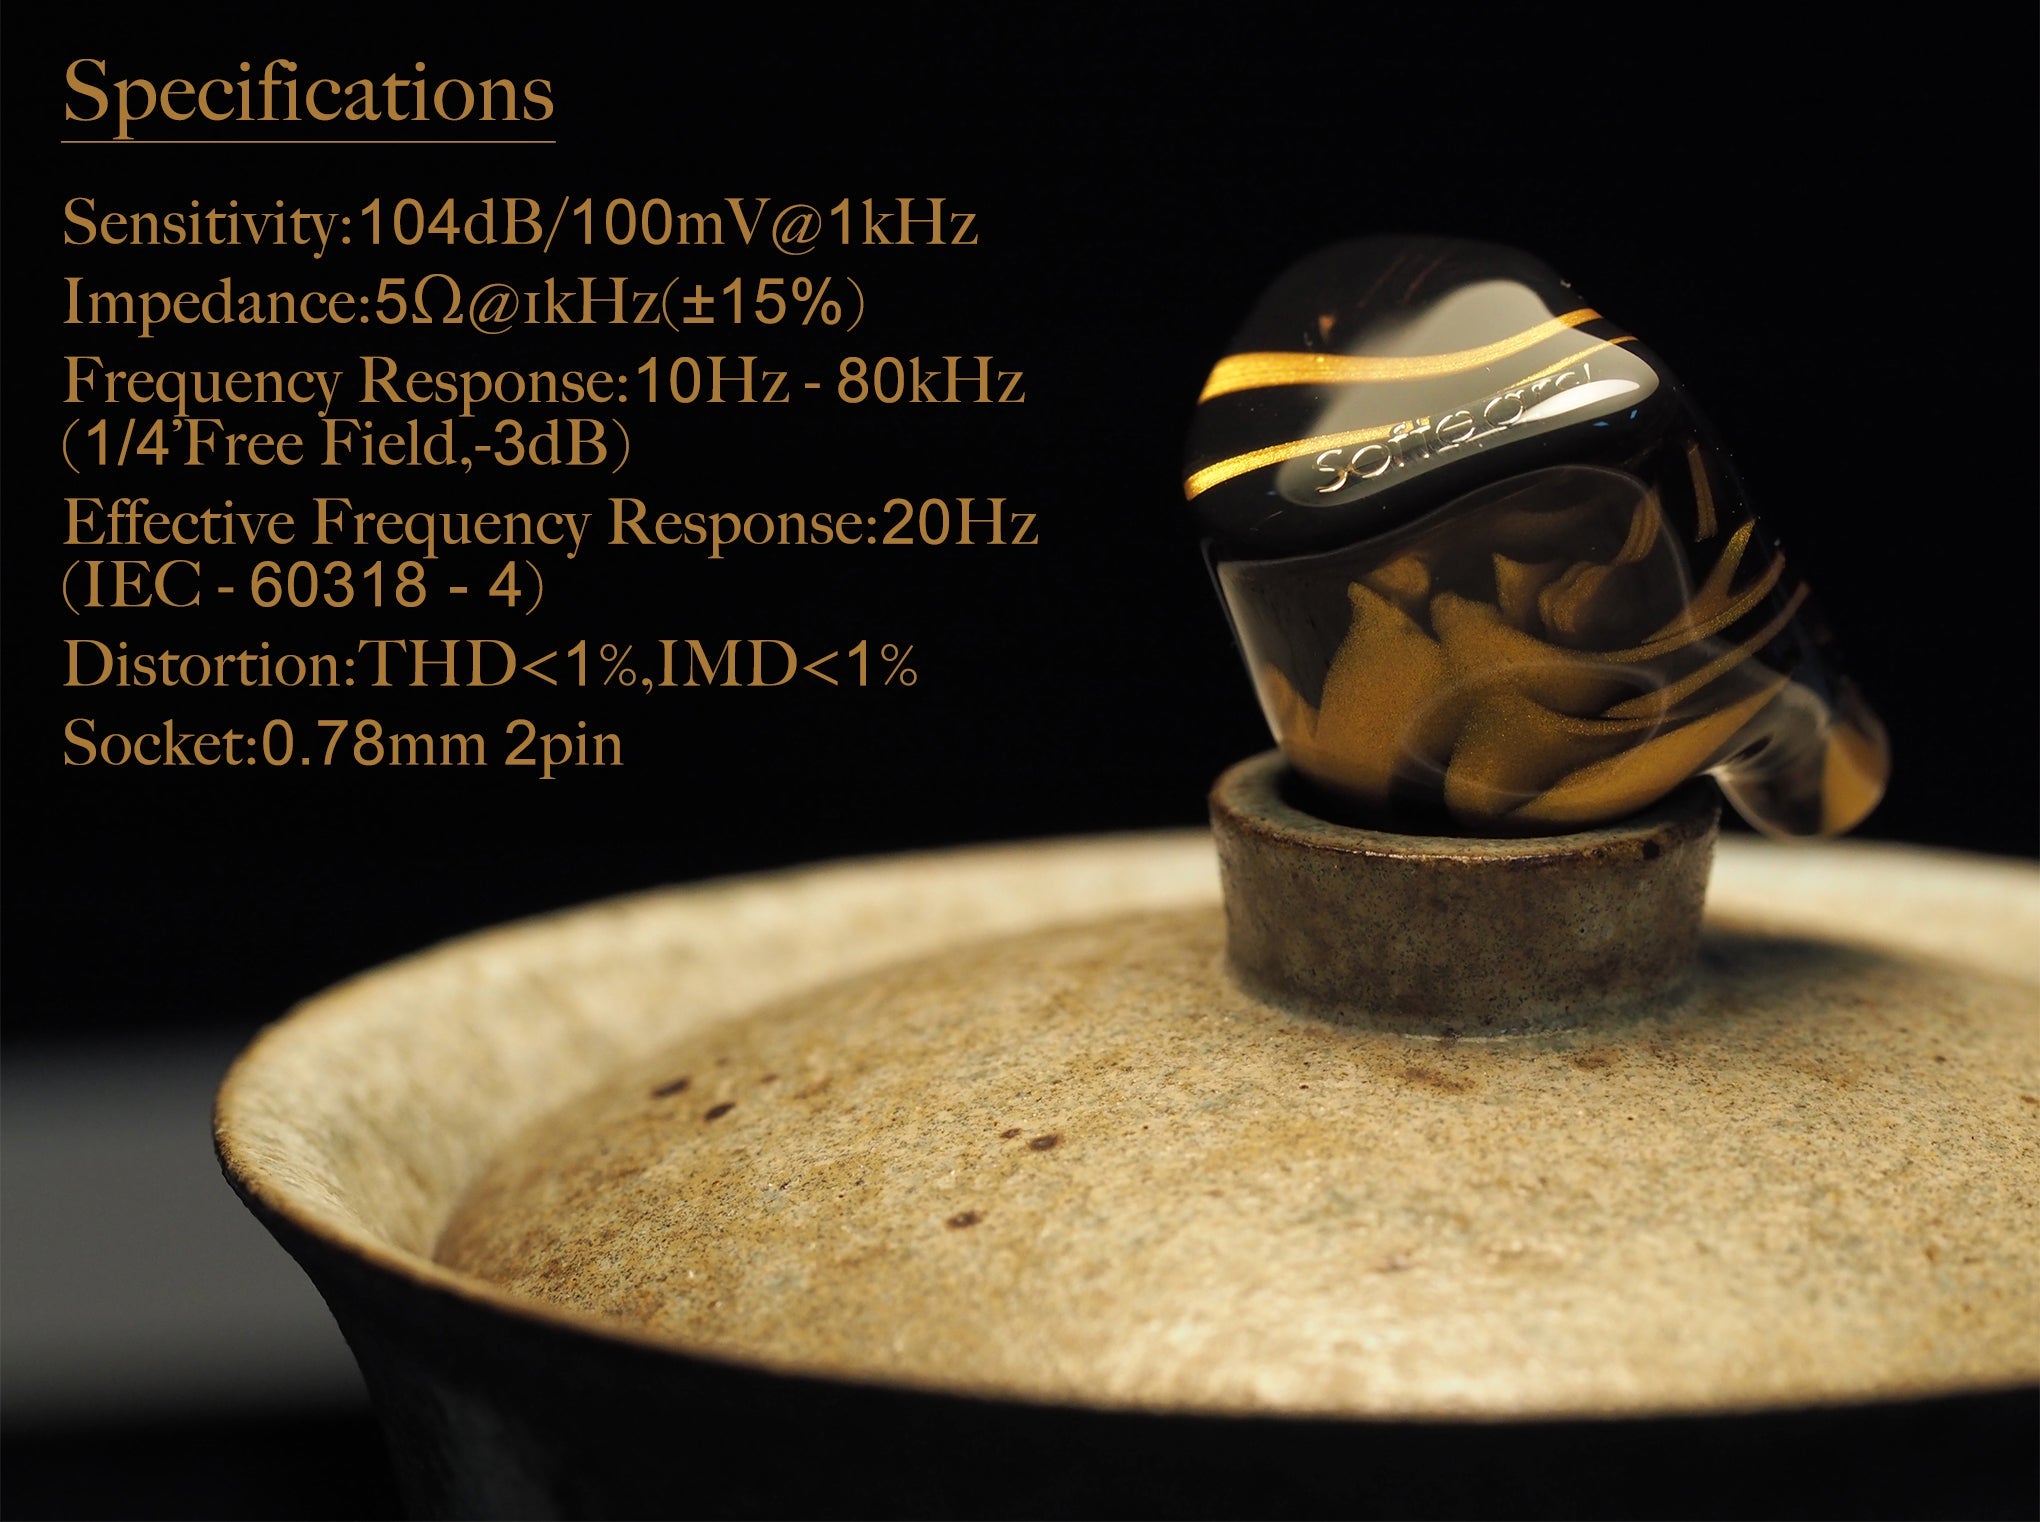 Specifications
Sensitivity:104dB/100mV@1kHz
Impedance:5Ω@1kHz(±15%)
Frequency Response:10Hz - 80kHz
(1/4’Free Field,-3dB)
Effective Frequency Response:20Hz
(IEC - 60318 - 4)
Distortion:THD<1%,IMD<1%
Socket:0.78mm 2pin
softears